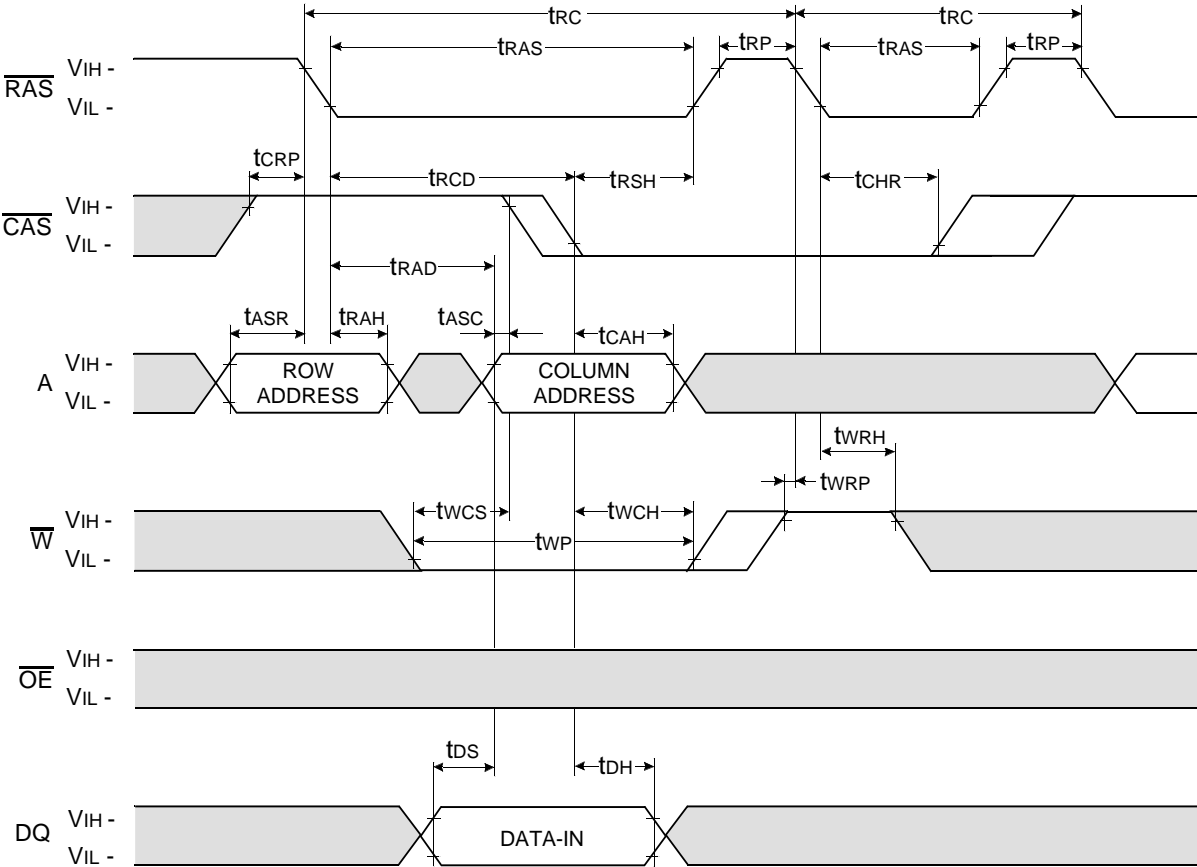 tRC tRC
tRAS tRP tRAS tRP
RAS VIH -
VIL -
tCRP tRCD tRSH tCHR
CAS VIH -
VIL -
tRAD
tASR tRAH tASC tCAH
A VIH -
VIL -
ROW
ADDRESS
COLUMN
ADDRESS
tWRH
tWRP
W VIH -
VIL -
tWCS tWCH
tWP
OE VIH -
VIL -
tDS tDH
DQ VIH -
VIL -
DATA-IN